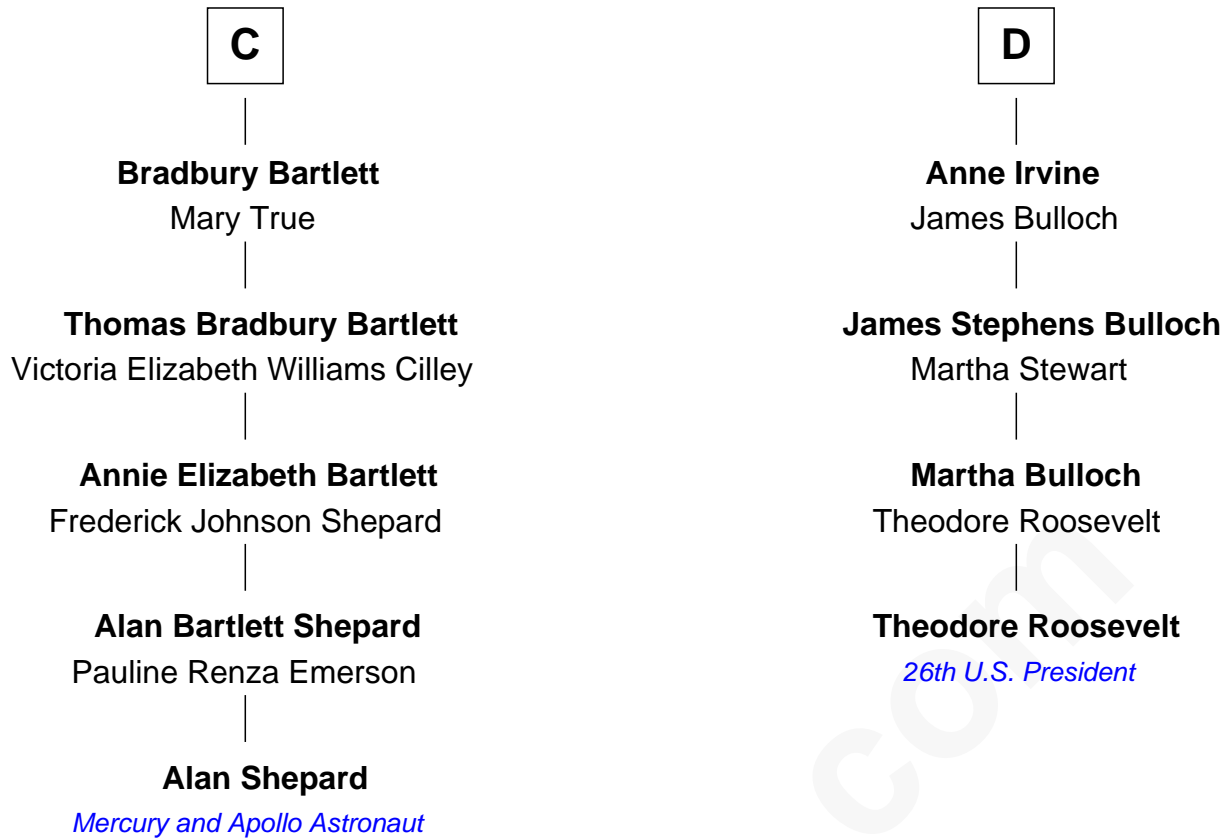 C
Bradbury Bartlett
Mary True
Thomas Bradbury Bartlett
Victoria Elizabeth Williams Cilley
Annie Elizabeth Bartlett
Frederick Johnson Shepard
Alan Bartlett Shepard
Pauline Renza Emerson
Alan Shepard
Mercury and Apollo Astronaut
D
Anne Irvine
James Bulloch
James Stephens Bulloch
Martha Stewart
Martha Bulloch
Theodore Roosevelt
Theodore Roosevelt
26th U.S. President
com